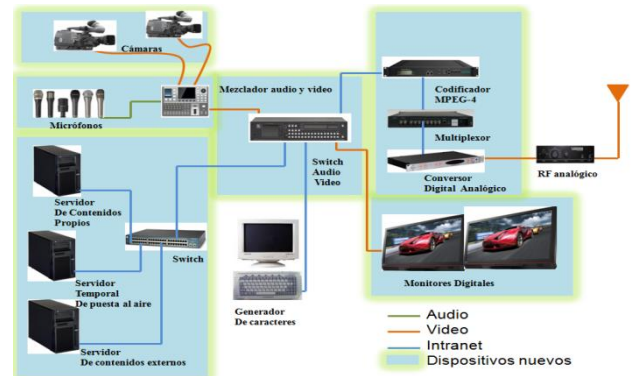 Cámaras
Micrófonos
Mezclador audio y video
Codificador
MPEG-4
Multiplexor
Conversor
Digital Analógico
RF analógico
Switch
Audio
Video
Servidor
De Contenidos
Propios
Switch
Servidor
Temporal
De puesta al aire
Servidor
De contenidos externos
Generador
De caracteres
Monitores Digitales
Audio
Video
Intranet
Dispositivos nuevos